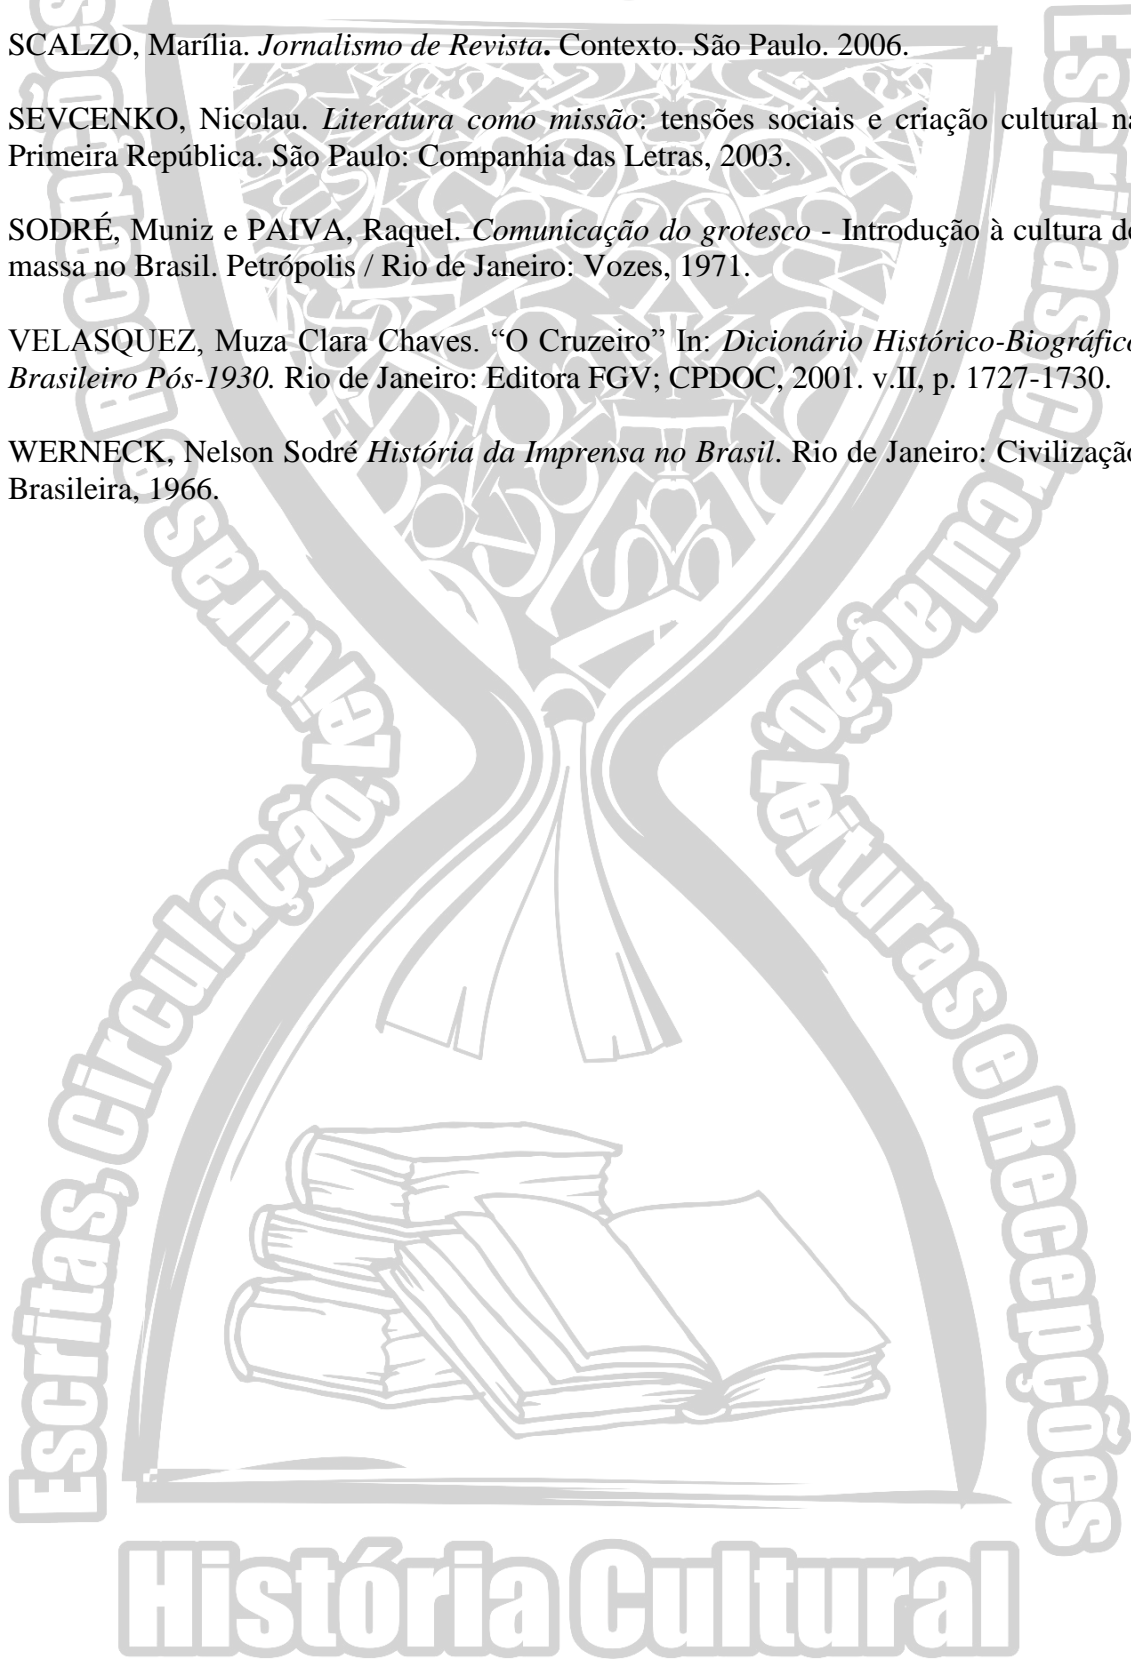 SCALZO, Marília. Jornalismo de Revista. Contexto. São Paulo. 2006.
SEVCENKO, Nicolau. Literatura como missão: tensões sociais e criação cultural na
Primeira República. São Paulo: Companhia das Letras, 2003.
SODRÉ, Muniz e PAIVA, Raquel. Comunicação do grotesco - Introdução à cultura de
massa no Brasil. Petrópolis / Rio de Janeiro: Vozes, 1971.
VELASQUEZ, Muza Clara Chaves. “O Cruzeiro” In: Dicionário Histórico-Biográfico
Brasileiro Pós-1930. Rio de Janeiro: Editora FGV; CPDOC, 2001. v.II, p. 1727-1730.
WERNECK, Nelson Sodré História da Imprensa no Brasil. Rio de Janeiro: Civilização
Brasileira, 1966.
Escritas, Circulação, Leituras e Recepções
Escritas, Circulação, Leituras e Recepções
História Cultural